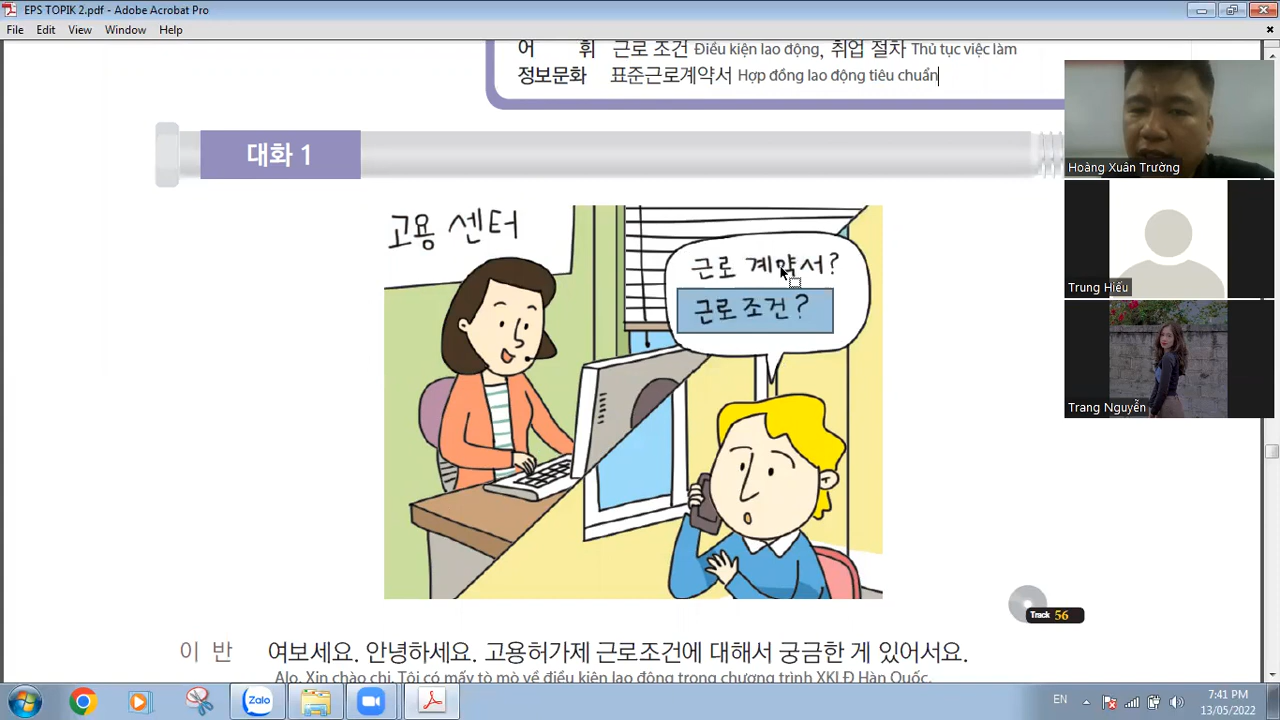 EPS TOPIK 2.pdf - Adobe Acrobat Pro
File Edit View Window Help
어 휘 근로 조건 Điều kiện lao động, 취업 절차 Thủ tục việc làm
정보문화 표준근로계약서 Hợp đồng lao động tiêu chuẩn
대화 1
고용 센터
근로 계약서?
근로 조건?
Hoàng Xuân Trường
Trung Hiếu
Trang Nguyễn
Track 56
이 반 여보세요. 안녕하세요. 고용허가제 근로조건에 대해서 궁금한 게 있어서요.
Alo. Xin chào chị. Tôi có mấy tò mò về điều kiện lao động trong chương trình XKLĐ Hàn Quốc.
Zalo
EN
7:41 PM
13/05/2022